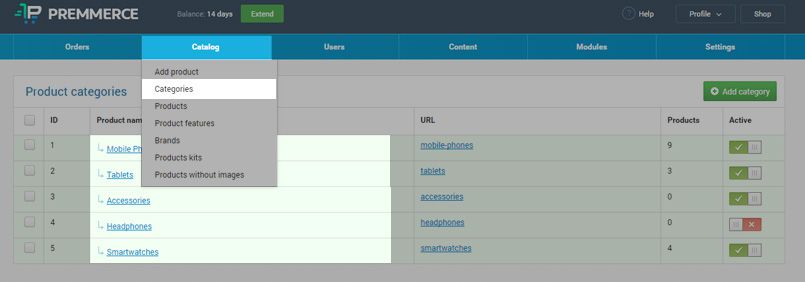 PREMMERCE Balance: 14 days Extend ? Help Profile Shop
Orders Catalog Users Content Modules Settings
Add product
Product categories Categories Add category
Products
ID Product nam Product features URL Products Active
Brands
1 Mobile Ph mobile-phones 9
Products kits
2 Tablets Products without images tablets 3
3 Accessories accessories 0
4 Headphones headphones 0
5 Smartwatches smartwatches 4